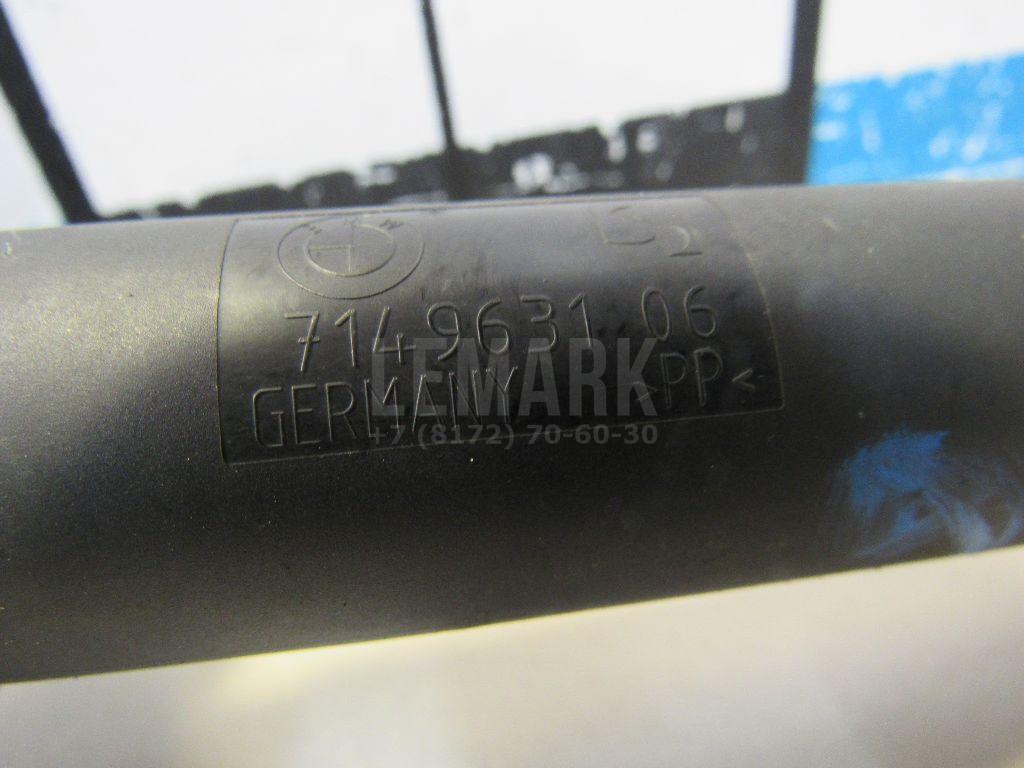 7149631 06
GERMANY >PP<
LEMARK
+7 (8172) 70-60-30